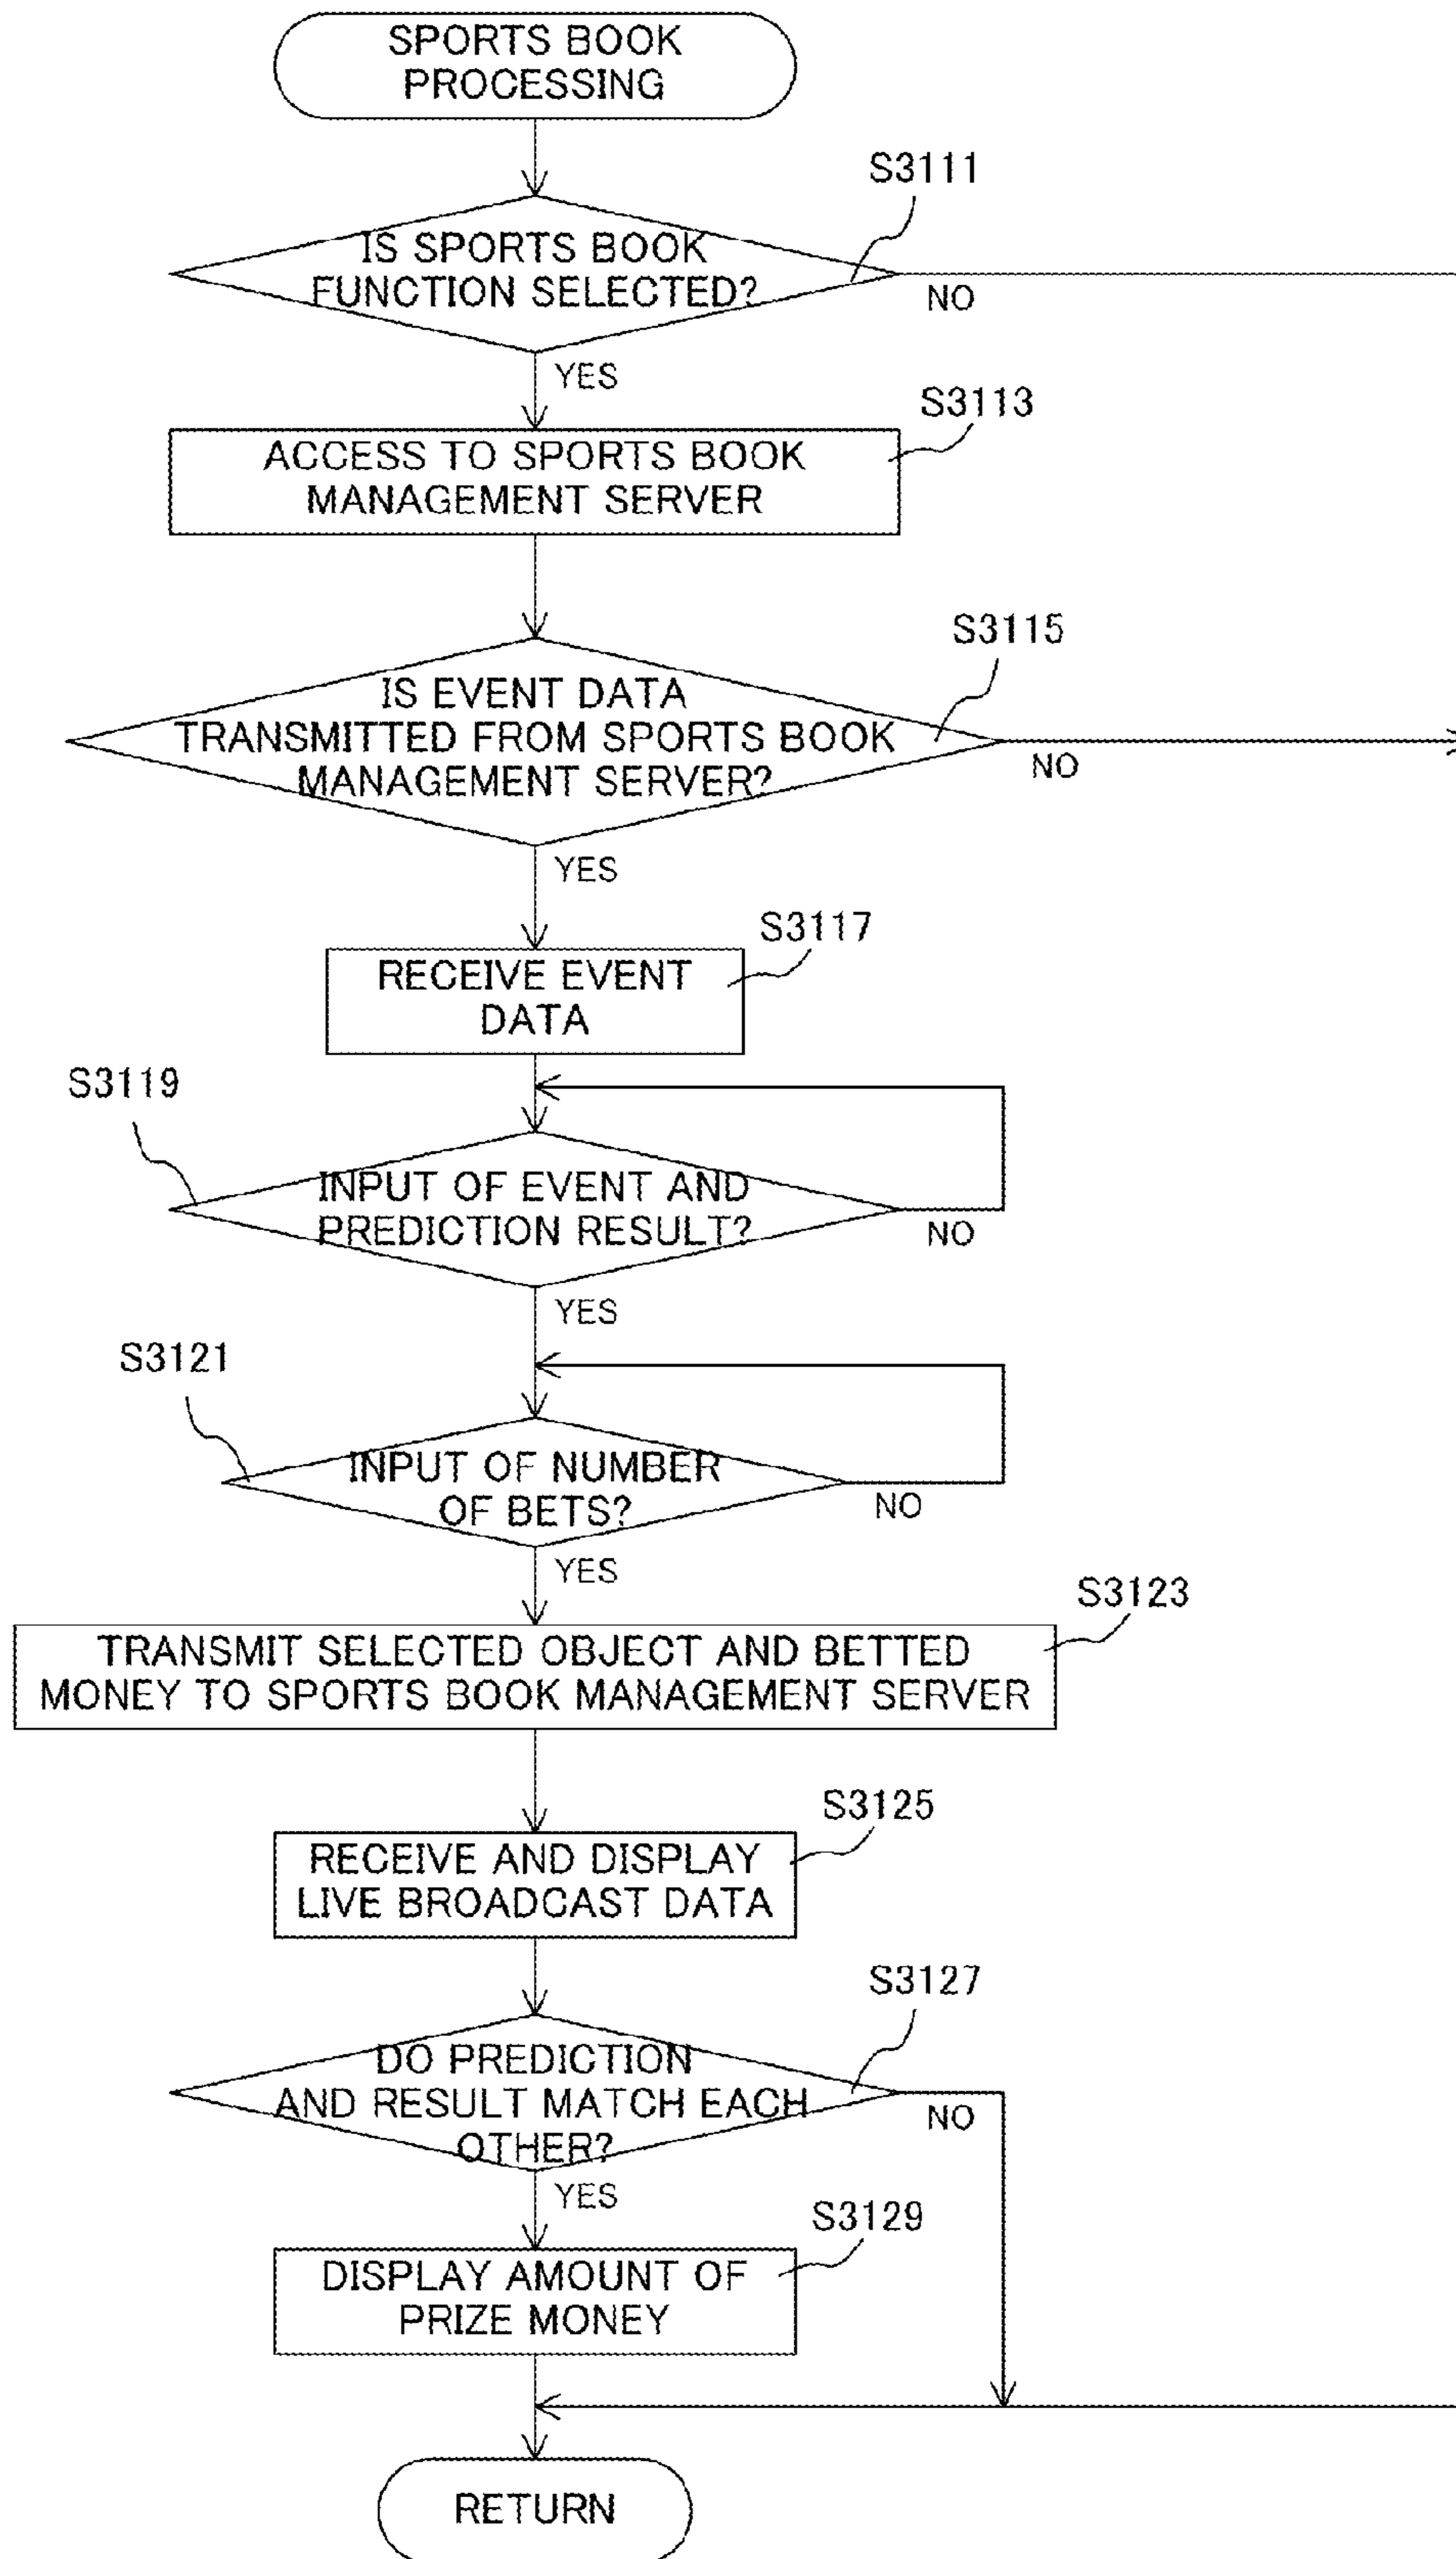 SPORTS BOOK
PROCESSING
S3111
IS SPORTS BOOK
FUNCTION SELECTED?
NO
YES
S3113
ACCESS TO SPORTS BOOK
MANAGEMENT SERVER
S3115
IS EVENT DATA
TRANSMITTED FROM SPORTS BOOK
MANAGEMENT SERVER?
NO
YES
S3117
RECEIVE EVENT
DATA
S3119
INPUT OF EVENT AND
PREDICTION RESULT?
NO
YES
S3121
INPUT OF NUMBER
OF BETS?
NO
YES
S3123
TRANSMIT SELECTED OBJECT AND BETTED
MONEY TO SPORTS BOOK MANAGEMENT SERVER
S3125
RECEIVE AND DISPLAY
LIVE BROADCAST DATA
S3127
DO PREDICTION
AND RESULT MATCH EACH
OTHER?
NO
YES
S3129
DISPLAY AMOUNT OF
PRIZE MONEY
RETURN